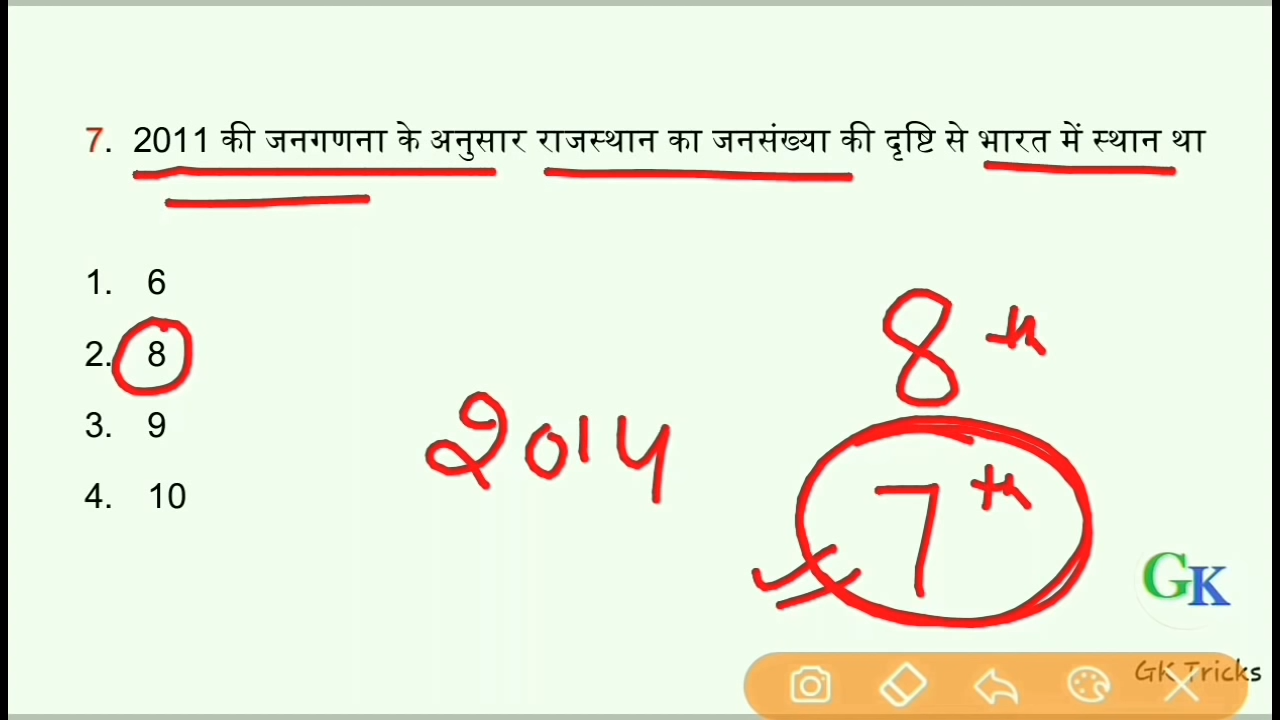 7. 2011 की जनगणना के अनुसार राजस्थान का जनसंख्या की दृष्टि से भारत में स्थान था
1. 6
2. 8
3. 9
4. 10
8th
2014
7th
GK
GK Tricks